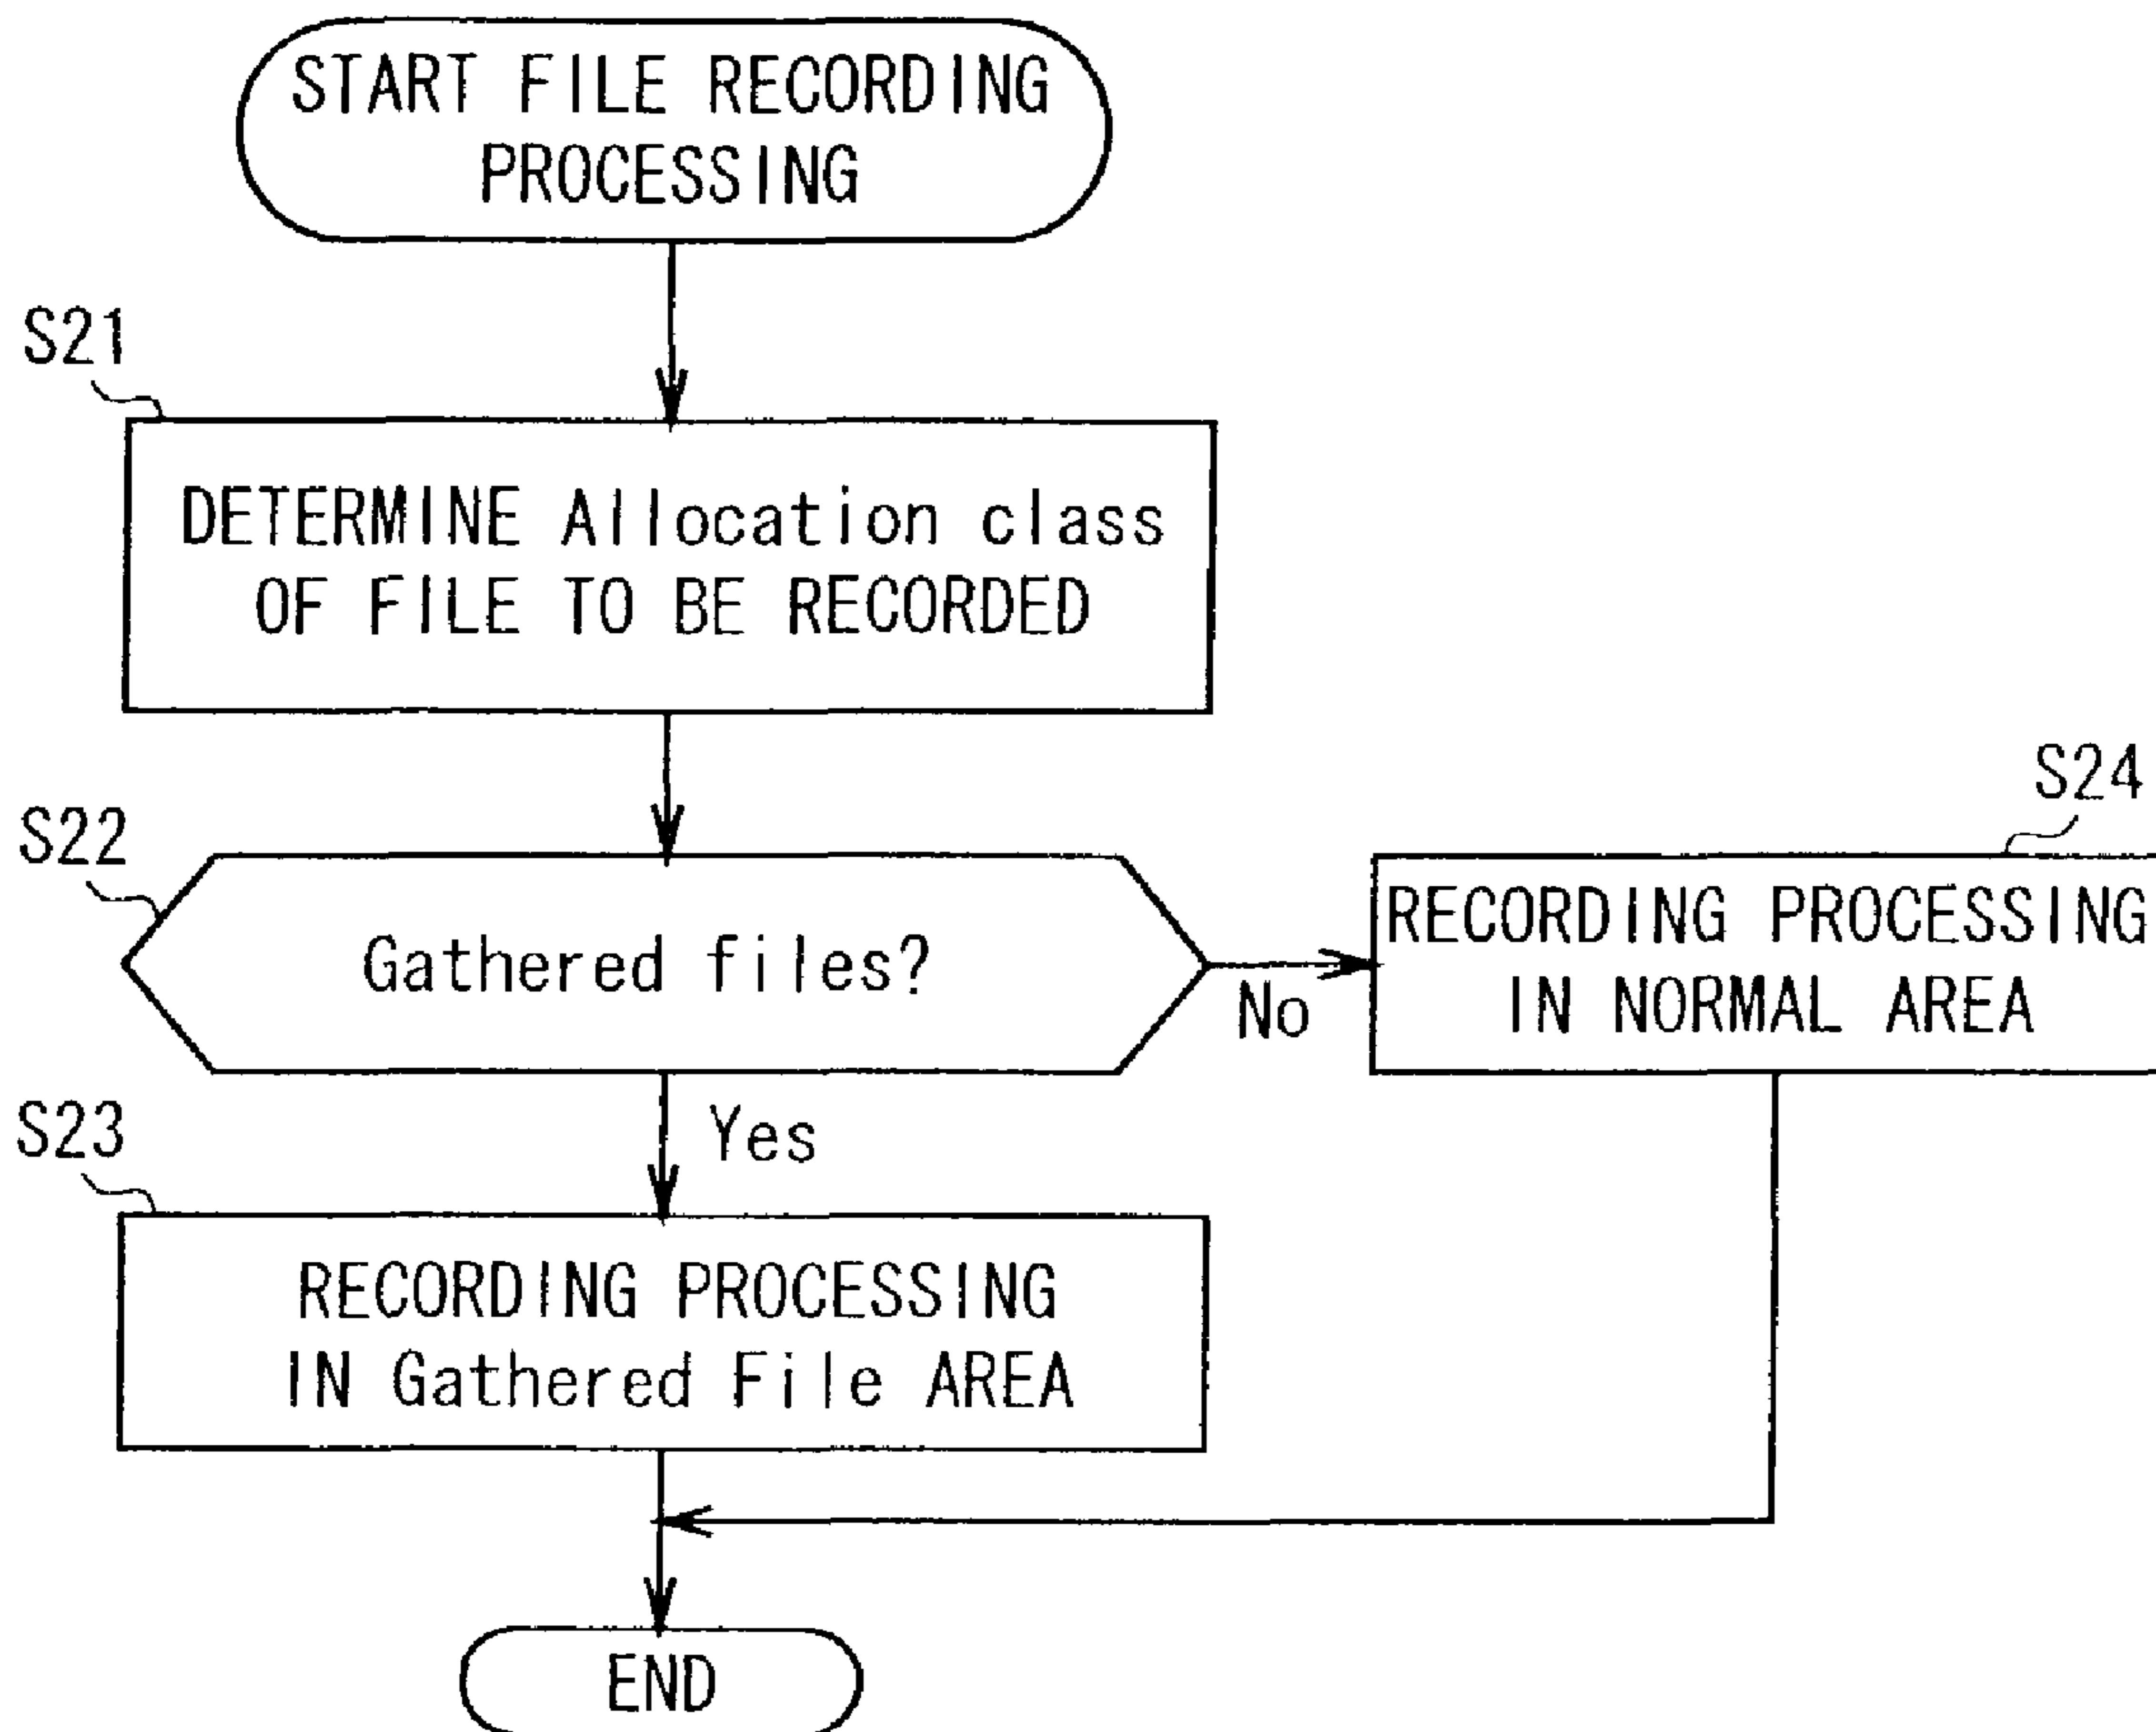 START FILE RECORDING
PROCESSING
S21
DETERMINE Allocation class
OF FILE TO BE RECORDED
S22
Gathered files?
No
S24
RECORDING PROCESSING
IN NORMAL AREA
Yes
S23
RECORDING PROCESSING
IN Gathered File AREA
END